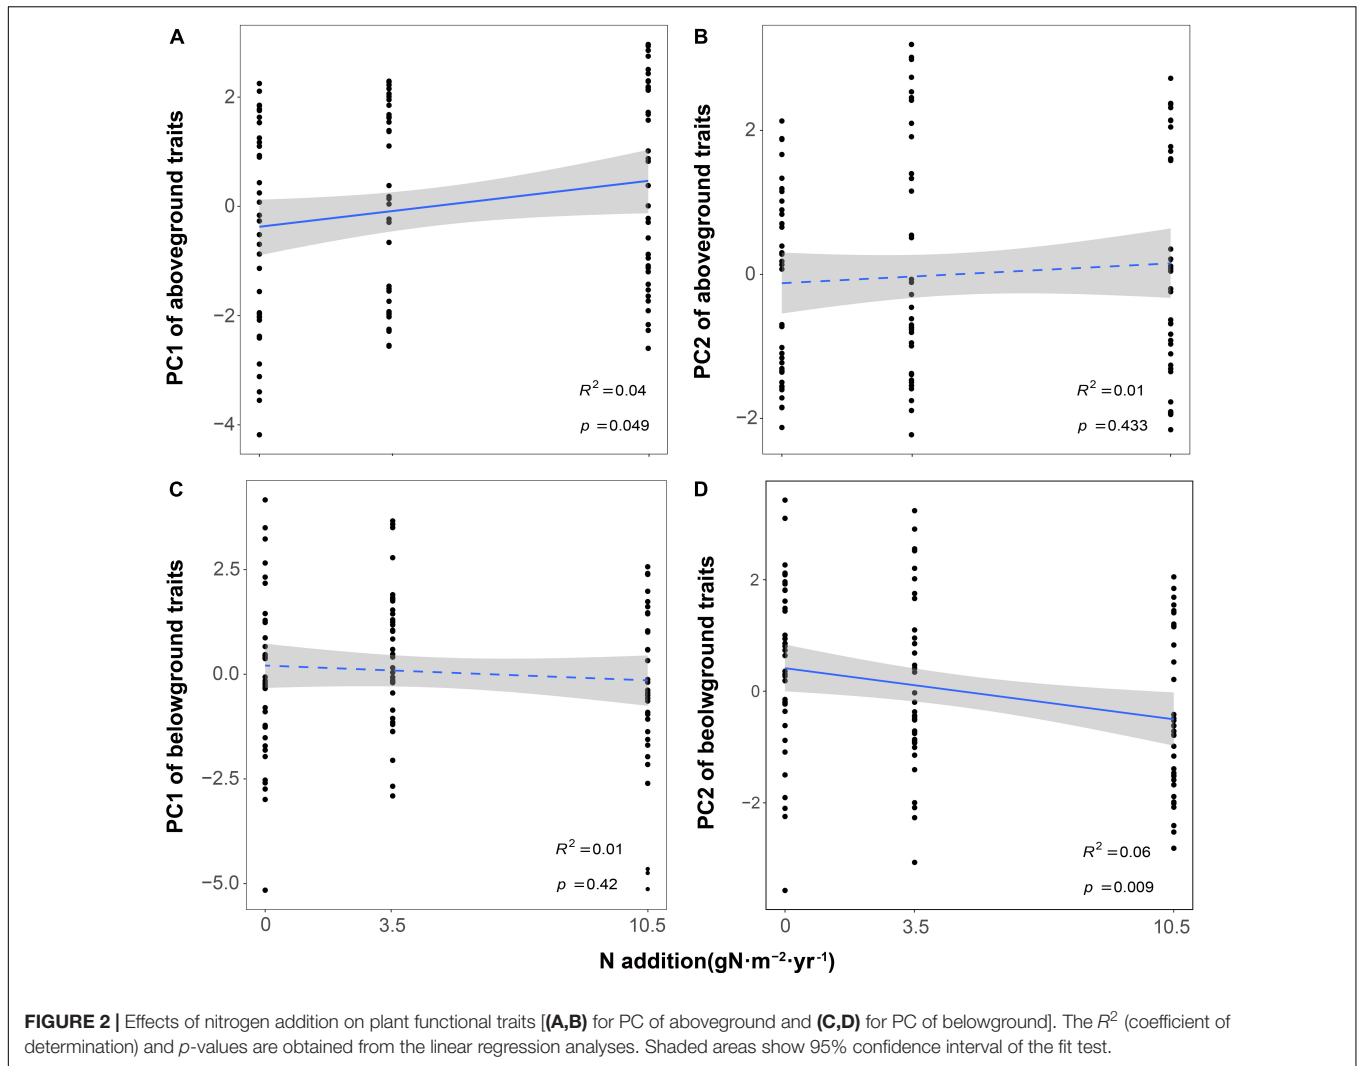 A
PC1 of aboveground traits
2
0
−2
−4
R² =0.04
p =0.049
B
PC2 of aboveground traits
2
0
−2
R² =0.01
p =0.433
C
PC1 of belowground traits
2.5
0.0
−2.5
−5.0
R² =0.01
p =0.42
0
3.5
10.5
D
PC2 of beolwground traits
2
0
−2
R² =0.06
p =0.009
0
3.5
10.5
N addition(gN·m⁻²·yr⁻¹)
FIGURE 2 | Effects of nitrogen addition on plant functional traits [(A,B) for PC of aboveground and (C,D) for PC of belowground]. The R² (coefficient of
determination) and p-values are obtained from the linear regression analyses. Shaded areas show 95% confidence interval of the fit test.